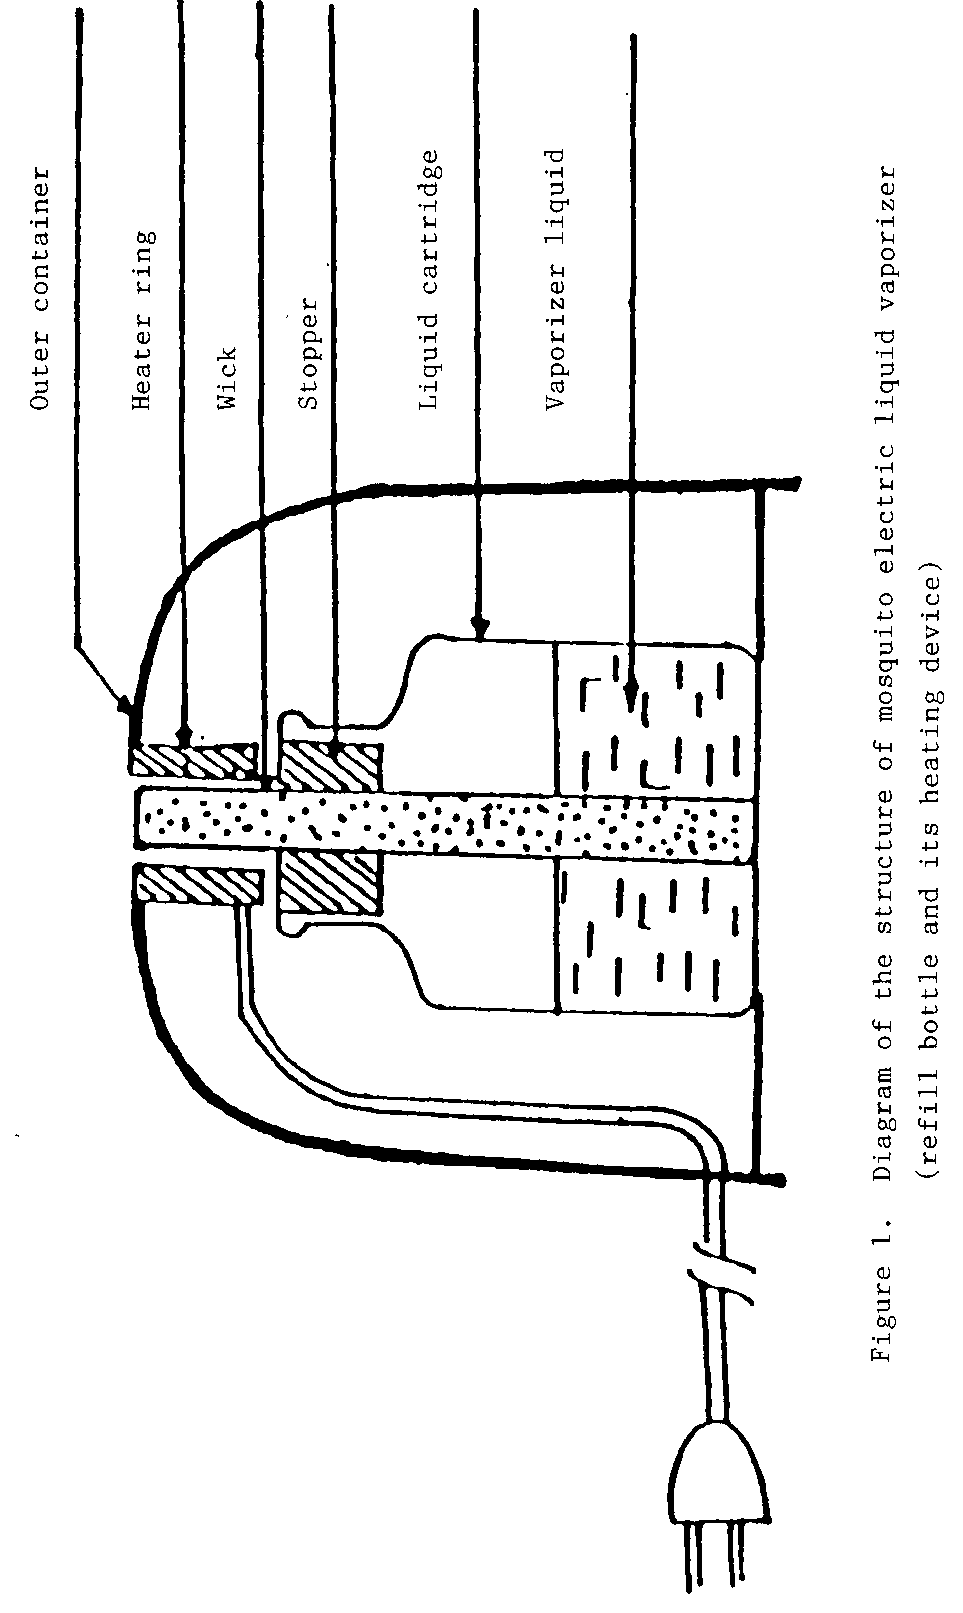 Outer container
Heater ring
Wick
Stopper
Liquid cartridge
Vaporizer liquid
Figure 1. Diagram of the structure of mosquito electric liquid vaporizer
(refill bottle and its heating device)